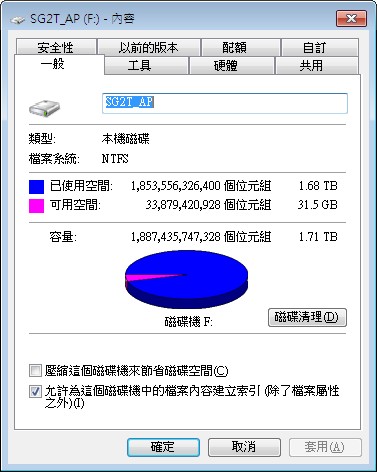 SG2T_AP (F:) - 內容
安全性 以前的版本 配額 自訂
一般 工具 硬體 共用
SG2T_AP
類型: 本機磁碟
檔案系統: NTFS
已使用空間: 1,853,556,326,400 個位元組 1.68 TB
可用空間: 33,879,420,928 個位元組 31.5 GB
容量: 1,887,435,747,328 個位元組 1.71 TB
磁碟機 F:
磁碟清理(D)
壓縮這個磁碟機來節省磁碟空間(C)
允許為這個磁碟機中的檔案內容建立索引 (除了檔案屬性
之外)(I)
確定 取消 套用(A)